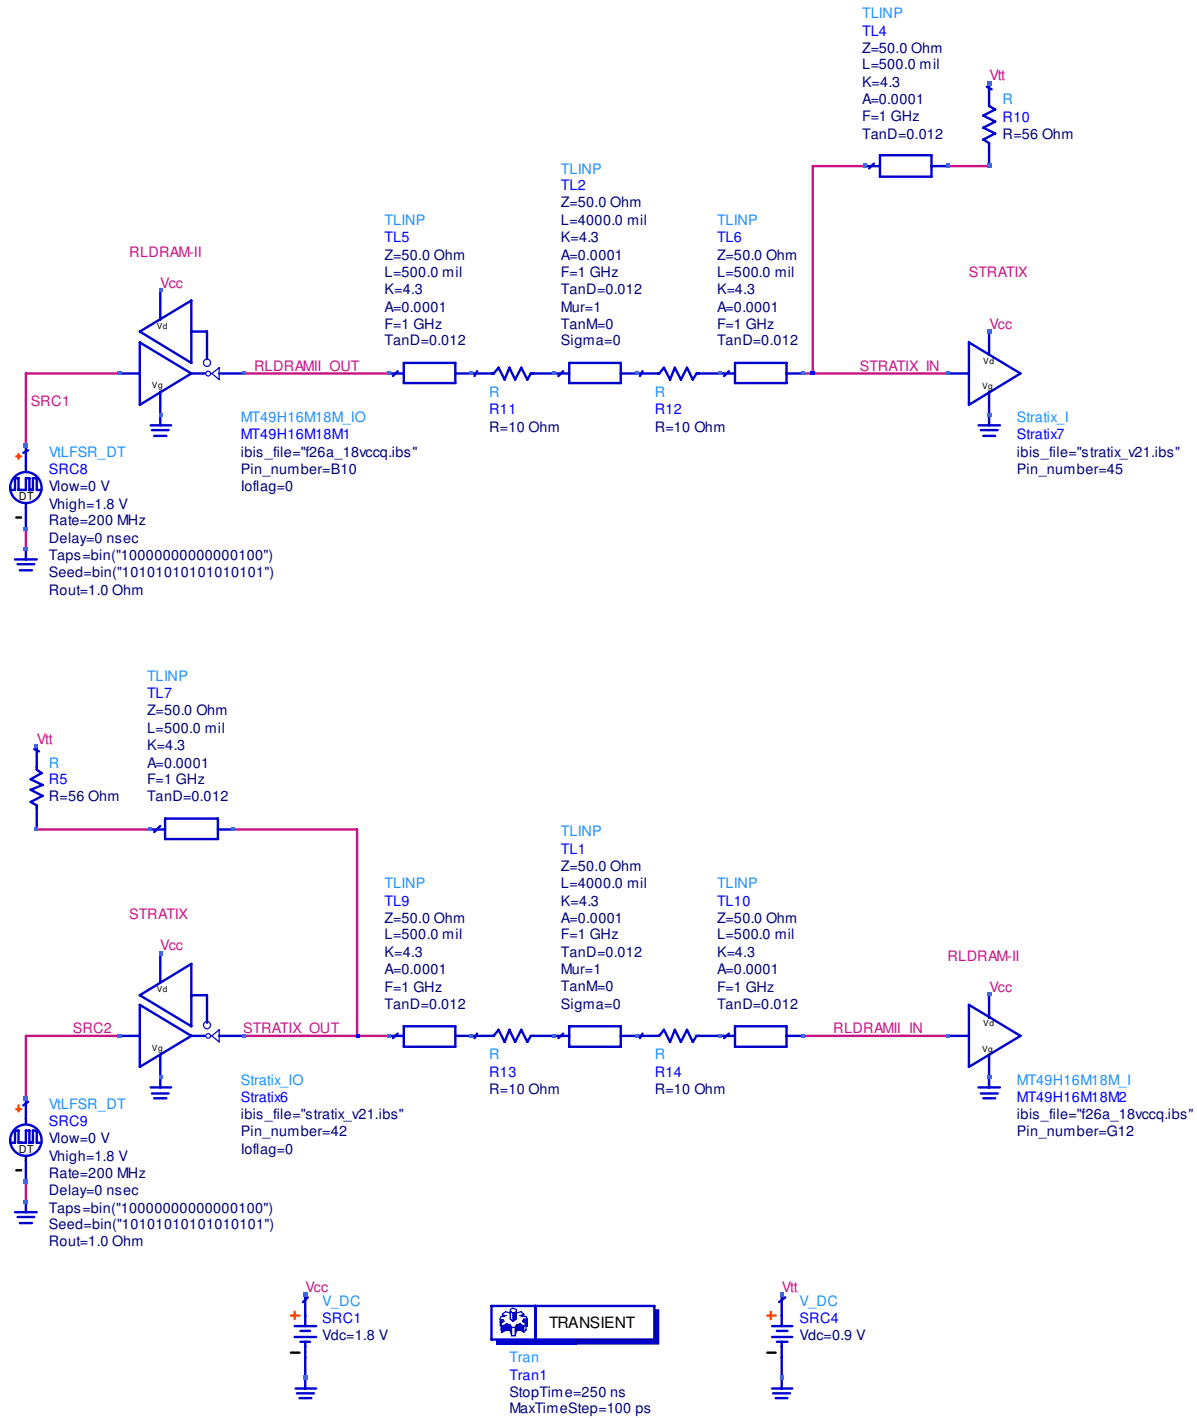 TLINP
TL4
Z=50.0 Ohm
L=500.0 mil
K=4.3
A=0.0001
F=1 GHz
TanD=0.012
Vtt
R
R10
R=56 Ohm
TLINP
TL2
Z=50.0 Ohm
L=4000.0 mil
K=4.3
A=0.0001
F=1 GHz
TanD=0.012
Mur=1
TanM=0
Sigma=0
TLINP
TL5
Z=50.0 Ohm
L=500.0 mil
K=4.3
A=0.0001
F=1 GHz
TanD=0.012
TLINP
TL6
Z=50.0 Ohm
L=500.0 mil
K=4.3
A=0.0001
F=1 GHz
TanD=0.012
RLDRAM-II
Vcc
Vd
Vg
STRATIX
Vcc
Vd
Vg
RLDRAMII_OUT
STRATIX_IN
SRC1
R
R11
R=10 Ohm
R
R12
R=10 Ohm
MT49H16M18M_IO
MT49H16M18M1
ibis_file="f26a_18vccq.ibs"
Pin_number=B10
Ioflag=0
Stratix_I
Stratix7
ibis_file="stratix_v21.ibs"
Pin_number=45
VtLFSR_DT
SRC8
Vlow=0 V
Vhigh=1.8 V
Rate=200 MHz
Delay=0 nsec
Taps=bin("10000000000000100")
Seed=bin("10101010101010101")
Rout=1.0 Ohm
DT
TLINP
TL7
Z=50.0 Ohm
L=500.0 mil
K=4.3
A=0.0001
F=1 GHz
TanD=0.012
Vtt
R
R5
R=56 Ohm
TLINP
TL1
Z=50.0 Ohm
L=4000.0 mil
K=4.3
A=0.0001
F=1 GHz
TanD=0.012
Mur=1
TanM=0
Sigma=0
TLINP
TL9
Z=50.0 Ohm
L=500.0 mil
K=4.3
A=0.0001
F=1 GHz
TanD=0.012
TLINP
TL10
Z=50.0 Ohm
L=500.0 mil
K=4.3
A=0.0001
F=1 GHz
TanD=0.012
STRATIX
Vcc
Vd
Vg
RLDRAM-II
Vcc
Vd
Vg
SRC2
STRATIX_OUT
RLDRAMII_IN
R
R13
R=10 Ohm
R
R14
R=10 Ohm
Stratix_IO
Stratix6
ibis_file="stratix_v21.ibs"
Pin_number=42
Ioflag=0
MT49H16M18M_I
MT49H16M18M2
ibis_file="f26a_18vccq.ibs"
Pin_number=G12
VtLFSR_DT
SRC9
Vlow=0 V
Vhigh=1.8 V
Rate=200 MHz
Delay=0 nsec
Taps=bin("10000000000000100")
Seed=bin("10101010101010101")
Rout=1.0 Ohm
DT
Vcc
V_DC
SRC1
Vdc=1.8 V
TRANSIENT
Tran
Tran1
StopTime=250 ns
MaxTimeStep=100 ps
Vtt
V_DC
SRC4
Vdc=0.9 V